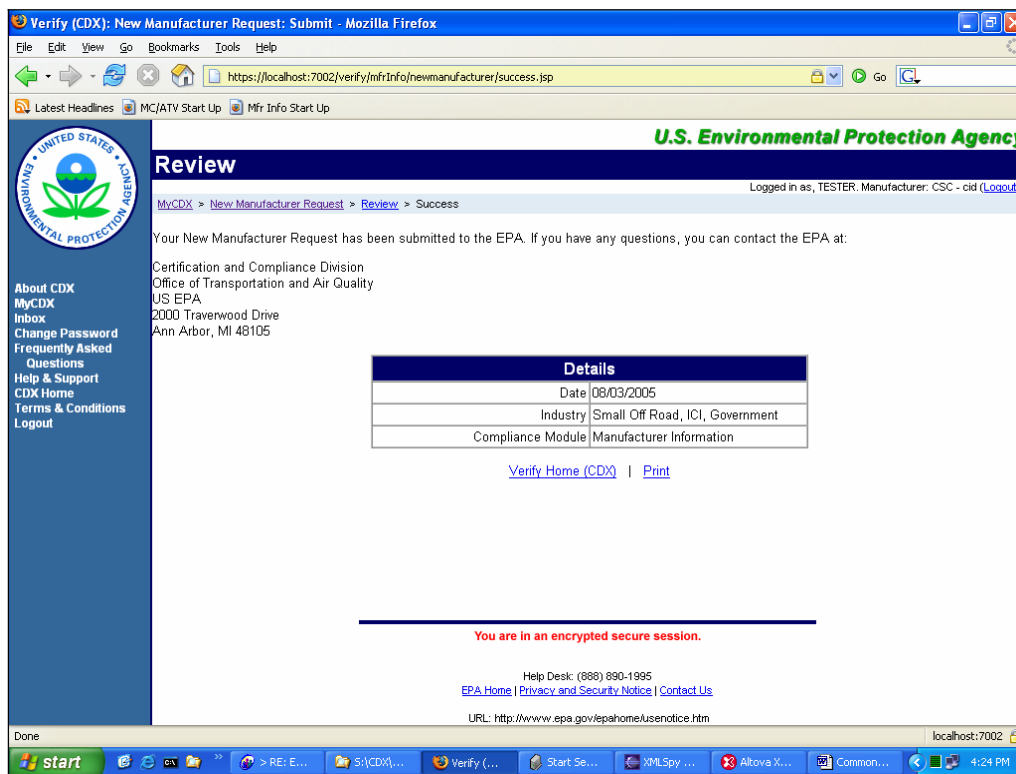 Verify (CDX): New Manufacturer Request: Submit - Mozilla Firefox
File Edit View Go Bookmarks Tools Help
https://localhost:7002/verify/mfrInfo/newmanufacturer/success.jsp
Go
G
Latest Headlines MC/ATV Start Up Mfr Info Start Up
UNITED STATES
ENVIRONMENTAL PROTECTION AGENCY
U.S. Environmental Protection Agency
Review
Logged in as, TESTER. Manufacturer: CSC - cid (Logout
MyCDX > New Manufacturer Request > Review > Success
Your New Manufacturer Request has been submitted to the EPA. If you have any questions, you can contact the EPA at:
Certification and Compliance Division
Office of Transportation and Air Quality
US EPA
2000 Traverwood Drive
Ann Arbor, MI 48105
About CDX
MyCDX
Inbox
Change Password
Frequently Asked
Questions
Help & Support
CDX Home
Terms & Conditions
Logout
Details
Date 08/03/2005
Industry Small Off Road, ICI, Government
Compliance Module Manufacturer Information
Verify Home (CDX) | Print
You are in an encrypted secure session.
Help Desk: (888) 890-1995
EPA Home | Privacy and Security Notice | Contact Us
URL: http://www.epa.gov/epahome/usenotice.htm
Done
localhost:7002
start
» > RE: E... S:\CDX\... Verify (... Start Se... XMLSpy ... Altova X... Common... 4:24 PM